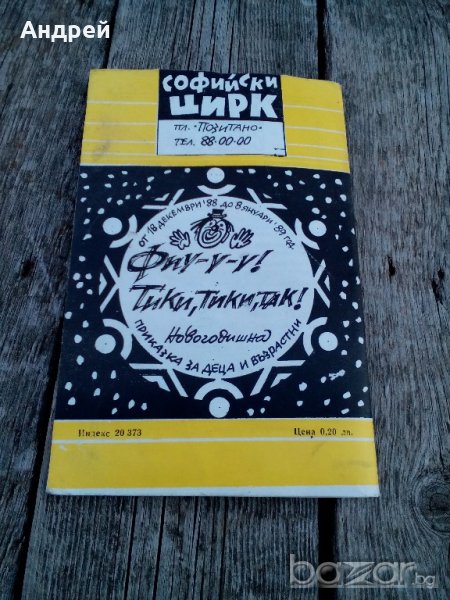 Андрей
СОФИЙСКИ
ЦИРК
ПЛ. "ПОЗИТАНО"
ТЕЛ. 88-00-00
ОТ 18 ДЕКЕМВРИ '88 ДО 8 ЯНУАРИ '89 ГОД.
Фиу-у-у!
Тики, тики, так!
Новогодишна
ПРИКАЗКА ЗА ДЕЦА И ВЪЗРАСТНИ
Индекс 20 373
Цена 0,20 лв.
bazar.bg